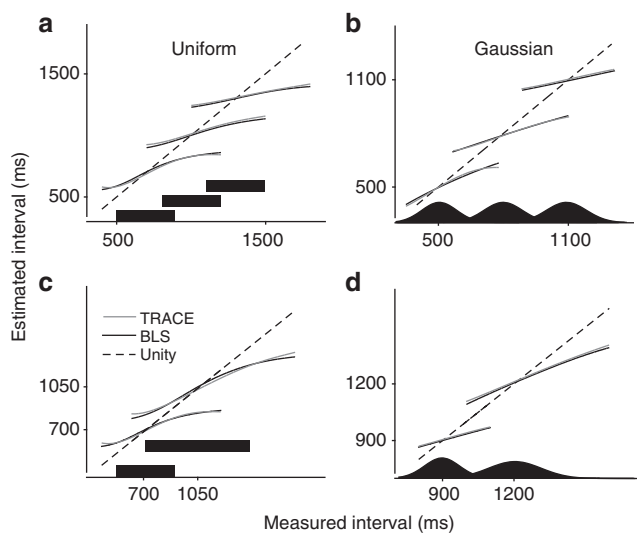 a
Uniform
b
Gaussian
1500
500
500
1500
1100
500
500
1100
Estimated interval (ms)
c
TRACE
BLS
Unity
d
1050
700
700
1050
1200
900
900
1200
Measured interval (ms)